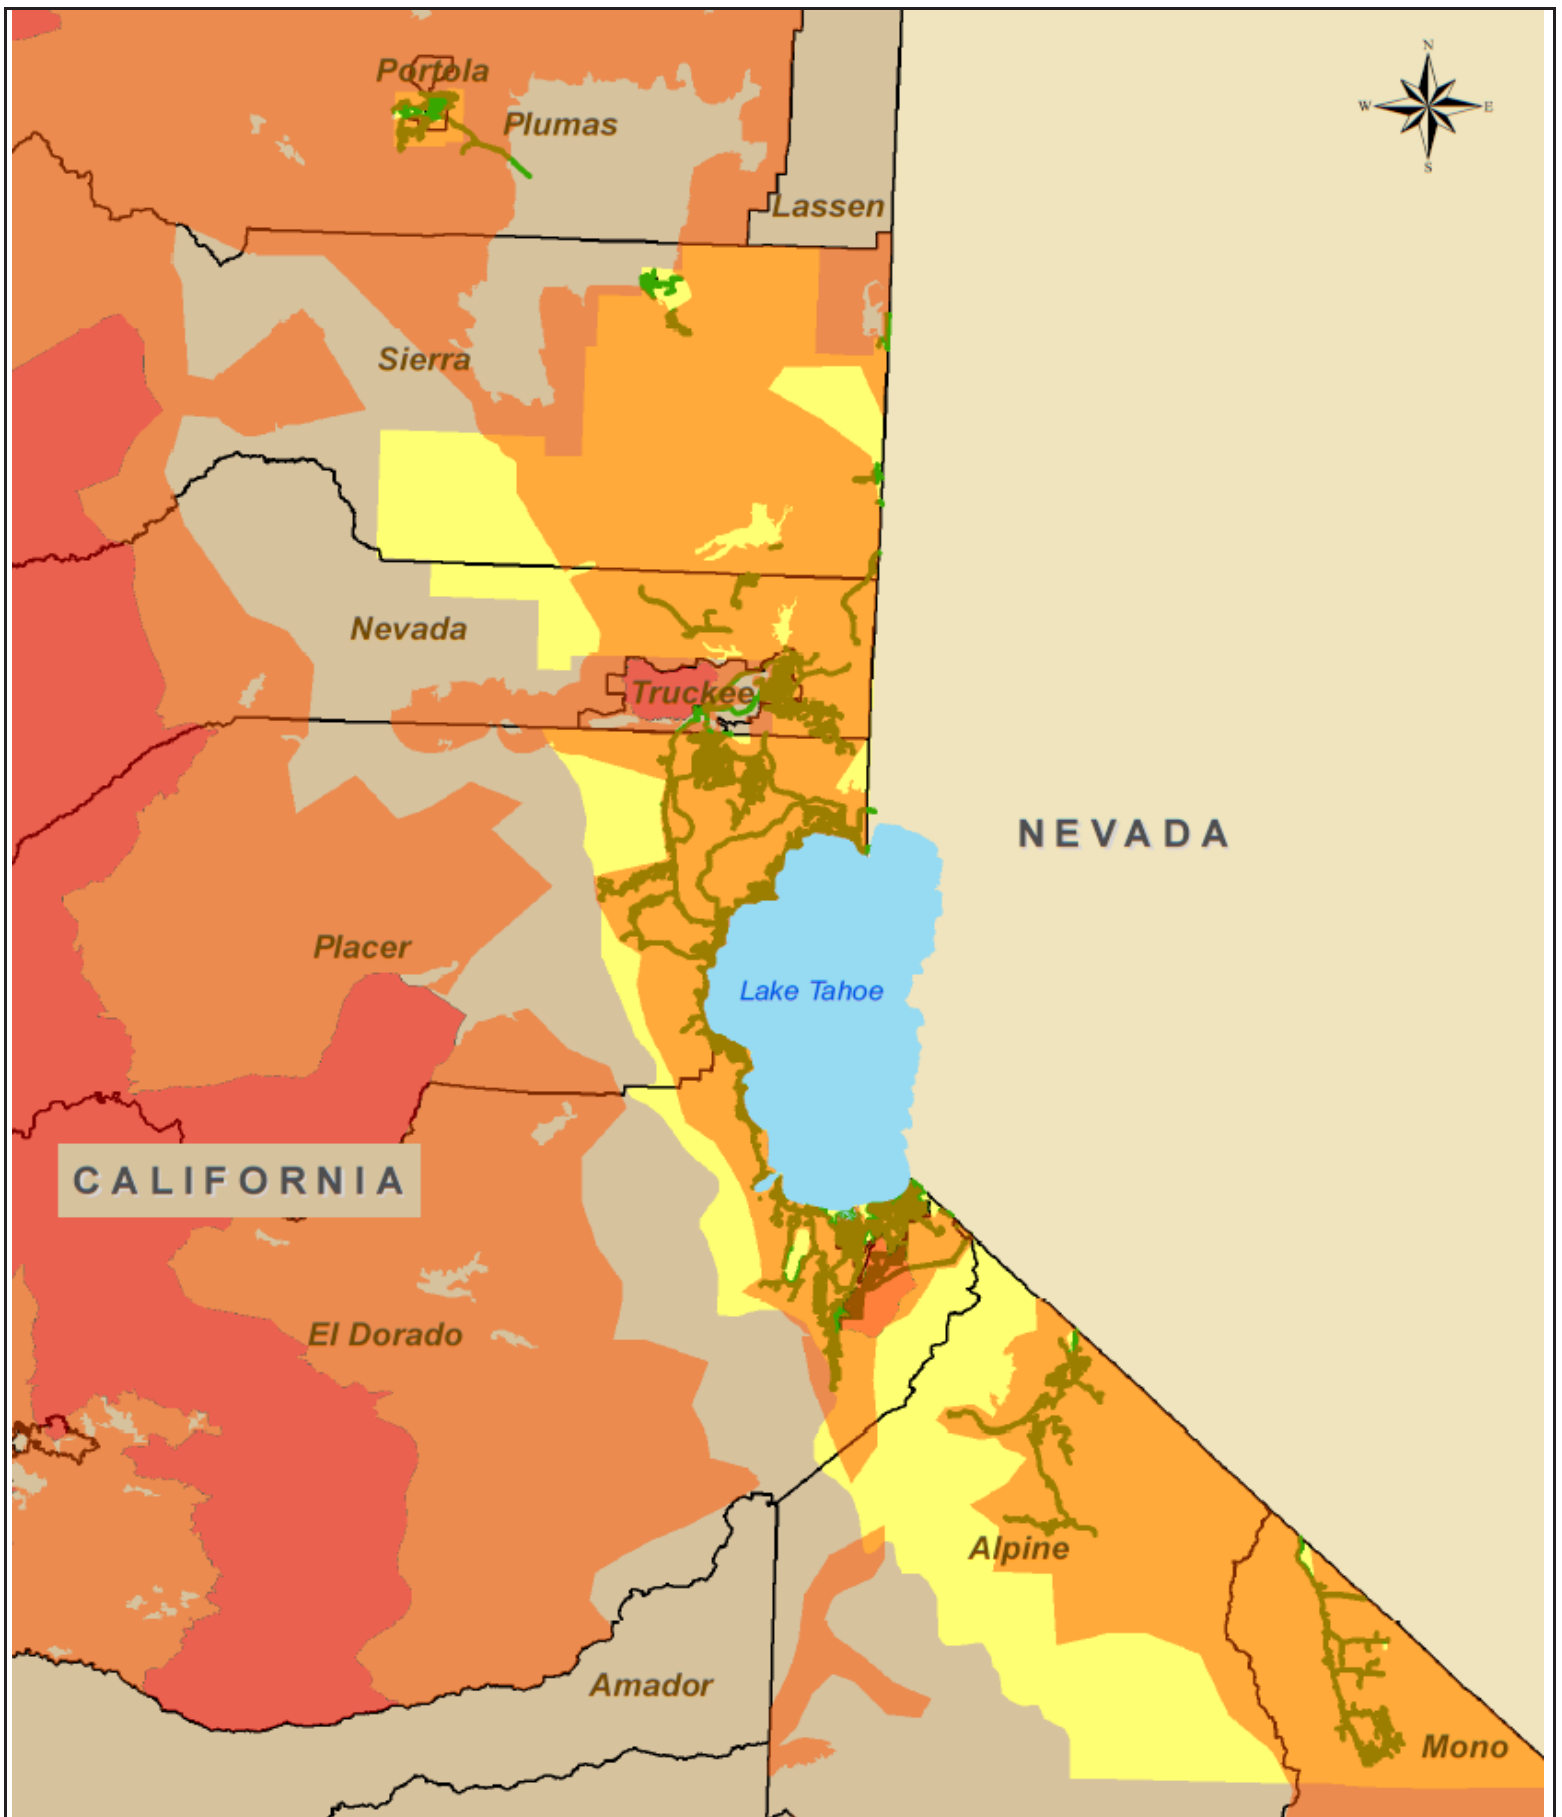 N
W E
S
Portola
Plumas
Lassen
Sierra
Nevada
Truckee
NEVADA
Placer
Lake Tahoe
CALIFORNIA
El Dorado
Alpine
Amador
Mono